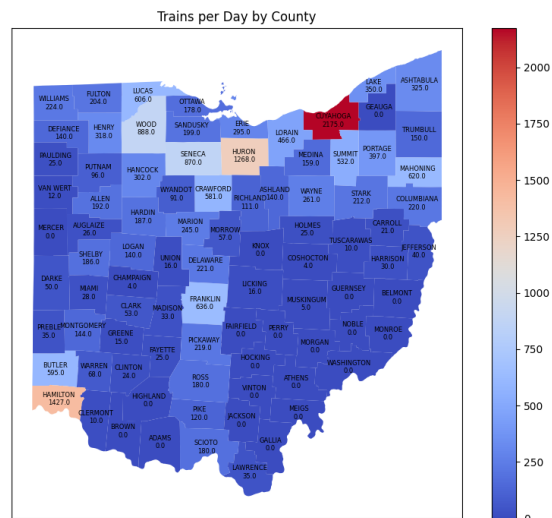 Trains per Day by County
WILLIAMS
224.0
FULTON
204.0
LUCAS
606.0
OTTAWA
178.0
LAKE
350.0
ASHTABULA
325.0
GEAUGA
0.0
CUYAHOGA
2175.0
DEFIANCE
140.0
HENRY
318.0
WOOD
888.0
SANDUSKY
199.0
ERIE
295.0
LORAIN
466.0
TRUMBULL
150.0
PAULDING
25.0
PUTNAM
96.0
HANCOCK
302.0
SENECA
870.0
HURON
1268.0
MEDINA
159.0
SUMMIT
532.0
PORTAGE
397.0
MAHONING
620.0
VAN WERT
12.0
ALLEN
192.0
WYANDOT
91.0
CRAWFORD
581.0
RICHLAND
111.0
ASHLAND
140.0
WAYNE
261.0
STARK
212.0
COLUMBIANA
220.0
MERCER
0.0
AUGLAIZE
26.0
HARDIN
187.0
MARION
245.0
MORROW
57.0
HOLMES
25.0
CARROLL
21.0
JEFFERSON
40.0
SHELBY
186.0
LOGAN
140.0
UNION
16.0
DELAWARE
221.0
KNOX
0.0
COSHOCTON
4.0
TUSCARAWAS
10.0
HARRISON
30.0
DARKE
50.0
MIAMI
28.0
CHAMPAIGN
4.0
LICKING
16.0
GUERNSEY
0.0
BELMONT
0.0
CLARK
53.0
MADISON
33.0
FRANKLIN
636.0
MUSKINGUM
5.0
PREBLE
35.0
MONTGOMERY
144.0
GREENE
15.0
FAYETTE
25.0
PICKAWAY
219.0
FAIRFIELD
0.0
PERRY
0.0
MORGAN
0.0
NOBLE
0.0
MONROE
0.0
BUTLER
595.0
WARREN
68.0
CLINTON
24.0
ROSS
180.0
HOCKING
0.0
VINTON
0.0
ATHENS
0.0
WASHINGTON
0.0
HAMILTON
1427.0
CLERMONT
10.0
BROWN
0.0
HIGHLAND
0.0
ADAMS
0.0
PIKE
120.0
JACKSON
0.0
MEIGS
0.0
SCIOTO
180.0
GALLIA
0.0
LAWRENCE
35.0
2000
1750
1500
1250
1000
750
500
250
0